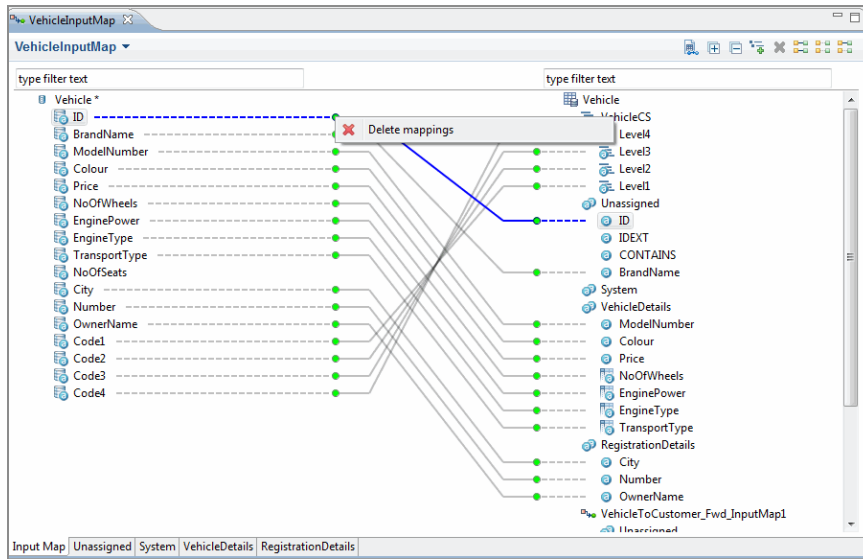 VehicleInputMap
VehicleInputMap
type filter text
type filter text
Vehicle *
ID
BrandName
ModelNumber
Colour
Price
NoOfWheels
EnginePower
EngineType
TransportType
NoOfSeats
City
Number
OwnerName
Code1
Code2
Code3
Code4
Delete mappings
Vehicle
VehicleCS
Level4
Level3
Level2
Level1
Unassigned
ID
IDEXT
CONTAINS
BrandName
System
VehicleDetails
ModelNumber
Colour
Price
NoOfWheels
EnginePower
EngineType
TransportType
RegistrationDetails
City
Number
OwnerName
VehicleToCustomer_Fwd_InputMap1
Unassigned
Input Map Unassigned System VehicleDetails RegistrationDetails